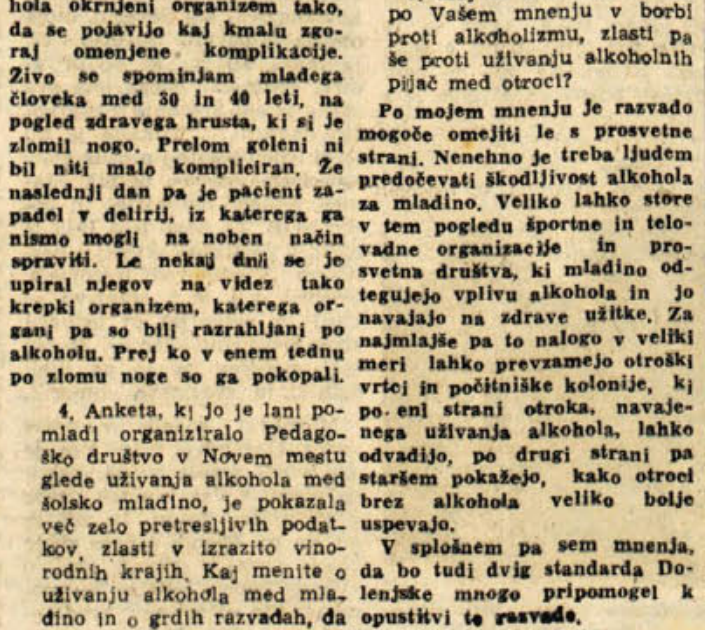 hola okrnjeni organizem tako,
da se pojavijo kaj kmalu zgo-
raj omenjene komplikacije.
Živo se spominjam mladega
človeka med 30 in 40 leti, na
pogled zdravega hrusta, ki si je
zlomil nogo. Prelom goleni ni
bil niti malo kompliciran. Že
naslednji dan pa je pacient za-
padel v delirij, iz katerega ga
nismo mogli na noben način
spraviti. Le nekaj dni se je
upiral njegov na videz tako
krepki organizem, katerega or-
gani pa so bili razrahljani po
alkoholu. Prej ko v enem tednu
po zlomu noge so ga pokopali.
4. Anketa, ki jo je lani po-
mladi organiziralo Pedago-
ško društvo v Novem mestu
glede uživanja alkohola med
šolsko mladino, je pokazala
več zelo pretresljivih podat-
kov, zlasti v izrazito vino-
rodnih krajih. Kaj menite o
uživanju alkohola med mla-
dino in o grdih razvadah, da
po Vašem mnenju v borbi
proti alkoholizmu, zlasti pa
še proti uživanju alkoholnih
pijač med otroci?
Po mojem mnenju je razvado
mogoče omejiti le s prosvetne
strani. Nenehno je treba ljudem
predočevati škodljivost alkohola
za mladino. Veliko lahko store
v tem pogledu športne in telo-
vadne organizacije in pro-
svetna društva, ki mladino od-
tegujejo vplivu alkohola in jo
navajajo na zdrave užitke. Za
najmlajše pa to nalogo v veliki
meri lahko prevzamejo otroški
vrtci in počitniške kolonije, ki
po eni strani otroka, navaje-
nega uživanja alkohola, lahko
odvadijo, po drugi strani pa
staršem pokažejo, kako otroci
brez alkohola veliko bolje
uspevajo.
V splošnem pa sem mnenja,
da bo tudi dvig standarda Do-
lenjske mnogo pripomogel k
opustitvi te razvade.